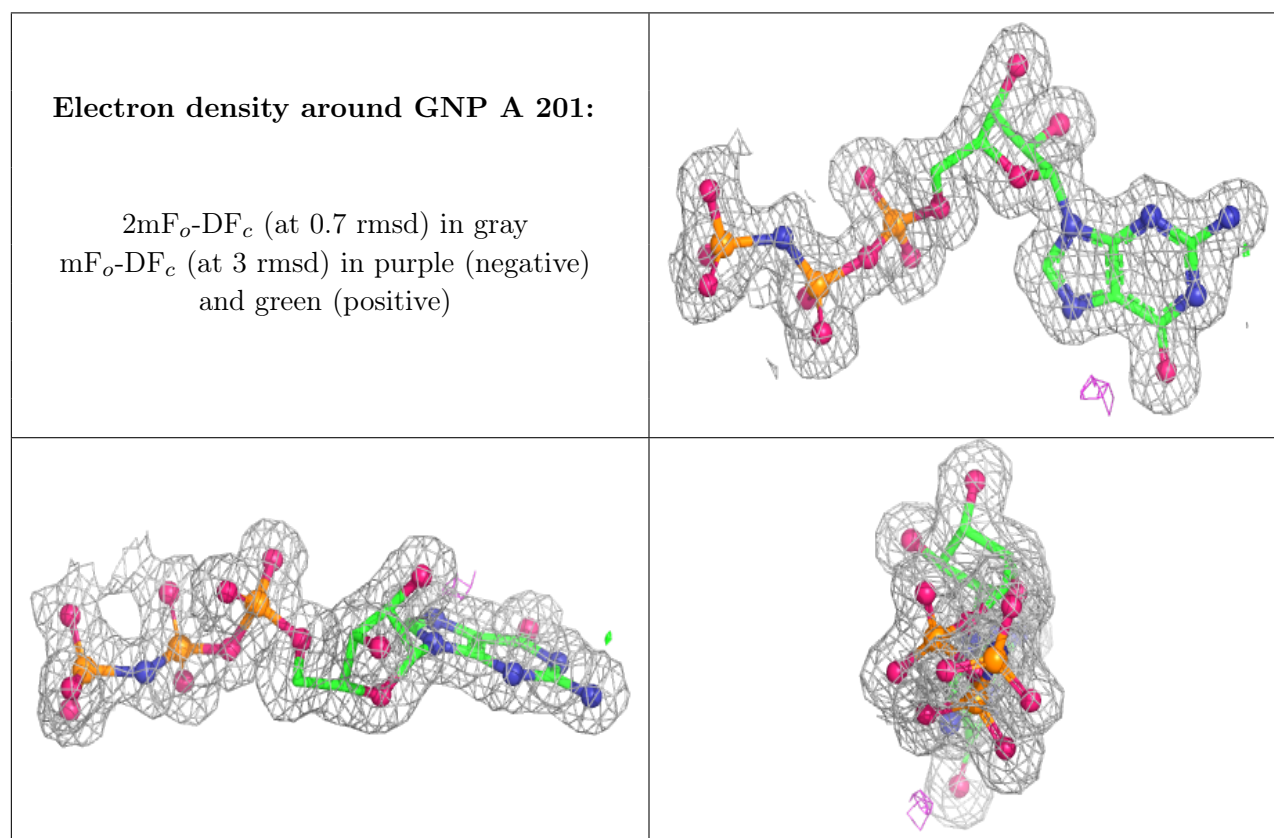 Electron density around GNP A 201:
2mFₒ-DF𝑐 (at 0.7 rmsd) in gray
mFₒ-DF𝑐 (at 3 rmsd) in purple (negative)
and green (positive)